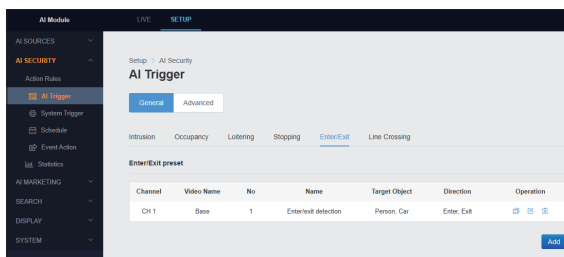 AI Module
LIVE SETUP
AI SOURCES
AI SECURITY
Action Rules
AI Trigger
System Trigger
Schedule
Event Action
Statistics
AI MARKETING
SEARCH
DISPLAY
SYSTEM
Setup > AI Security
AI Trigger
General Advanced
Intrusion Occupancy Loitering Stopping Enter/Exit Line Crossing
Enter/Exit preset
Channel Video Name No Name Target Object Direction Operation
CH 1 Base 1 Enter/exit detection Person, Car Enter, Exit
Add